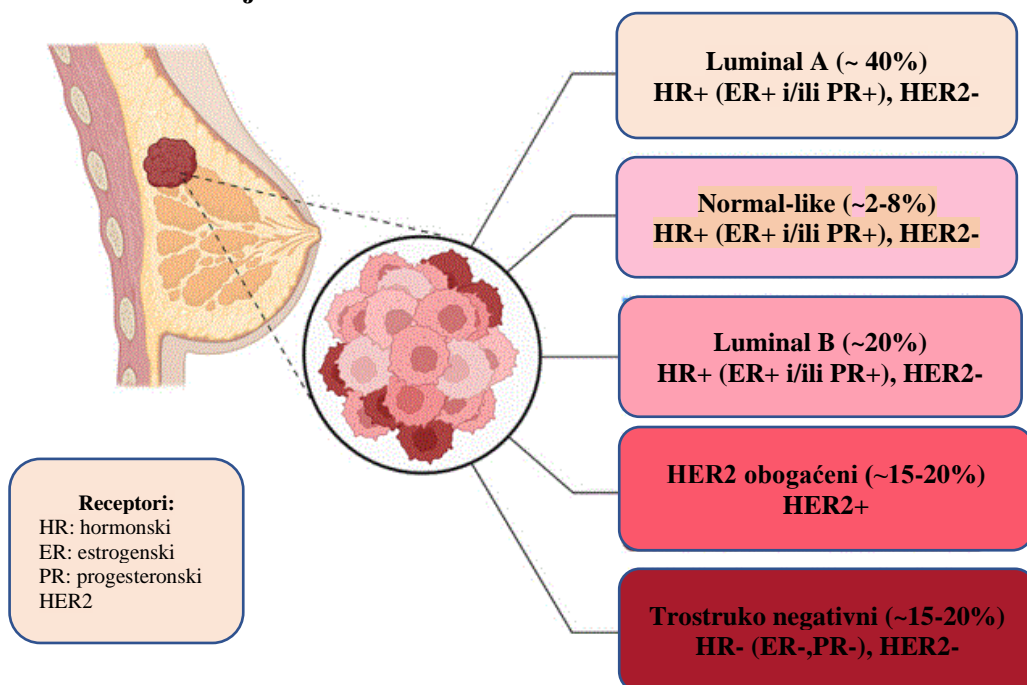 Luminal A (~ 40%)
HR+ (ER+ i/ili PR+), HER2-
Normal-like (~2-8%)
HR+ (ER+ i/ili PR+), HER2-
Luminal B (~20%)
HR+ (ER+ i/ili PR+), HER2-
HER2 obogaćeni (~15-20%)
HER2+
Trostruko negativni (~15-20%)
HR- (ER-,PR-), HER2-
Receptori:
HR: hormonski
ER: estrogenski
PR: progesteronski
HER2